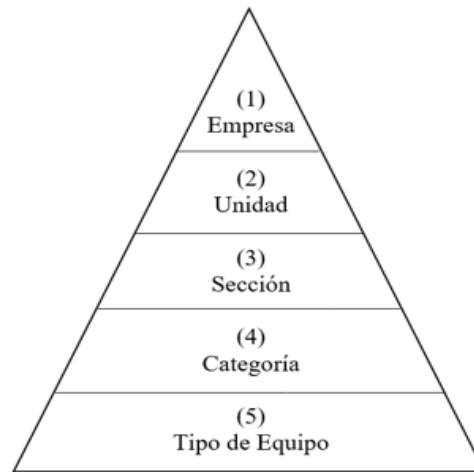 (1)
Empresa
(2)
Unidad
(3)
Sección
(4)
Categoría
(5)
Tipo de Equipo